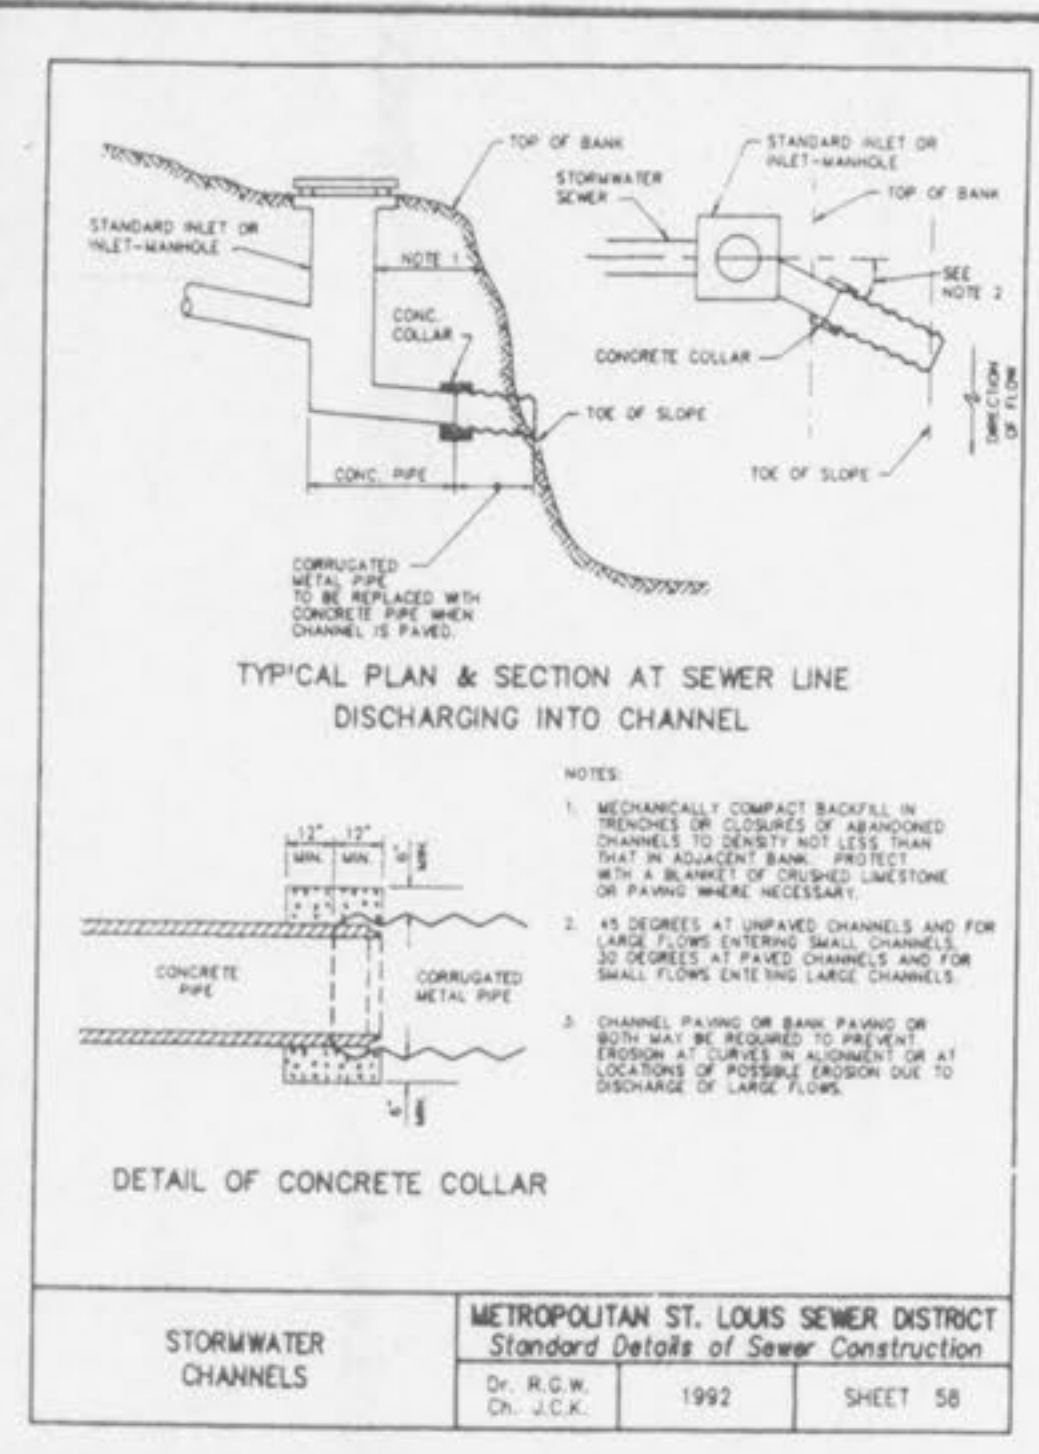 TOP OF BANK
STANDARD INLET OR
INLET-MANHOLE
STORMWATER
SEWER
TOP OF BANK
STANDARD INLET OR
INLET-MANHOLE
NOTE 1
SEE
NOTE 2
CONC.
COLLAR
CONCRETE COLLAR
DIRECTION
OF FLOW
TOE OF SLOPE
CONC. PIPE
TOE OF SLOPE
CORRUGATED
METAL PIPE
TO BE REPLACED WITH
CONCRETE PIPE WHEN
CHANNEL IS PAVED.
TYP'CAL PLAN & SECTION AT SEWER LINE
DISCHARGING INTO CHANNEL
NOTES:
1. MECHANICALLY COMPACT BACKFILL IN
TRENCHES OR CLOSURES OF ABANDONED
CHANNELS TO DENSITY NOT LESS THAN
THAT IN ADJACENT BANK. PROTECT
WITH A BLANKET OF CRUSHED LIMESTONE
OR PAVING WHERE NECESSARY.
2. 45 DEGREES AT UNPAVED CHANNELS AND FOR
LARGE FLOWS ENTERING SMALL CHANNELS.
30 DEGREES AT PAVED CHANNELS AND FOR
SMALL FLOWS ENTERING LARGE CHANNELS.
3. CHANNEL PAVING OR BANK PAVING OR
BOTH MAY BE REQUIRED TO PREVENT
EROSION AT CURVES IN ALIGNMENT OR AT
LOCATIONS OF POSSIBLE EROSION DUE TO
DISCHARGE OF LARGE FLOWS.
12" 12"
MIN. MIN.
6"
MIN.
CONCRETE
PIPE
CORRUGATED
METAL PIPE
6"
MIN.
DETAIL OF CONCRETE COLLAR
STORMWATER
CHANNELS
METROPOLITAN ST. LOUIS SEWER DISTRICT
Standard Details of Sewer Construction
Dr. R.G.W.
Ch. J.C.K.
1992
SHEET 58